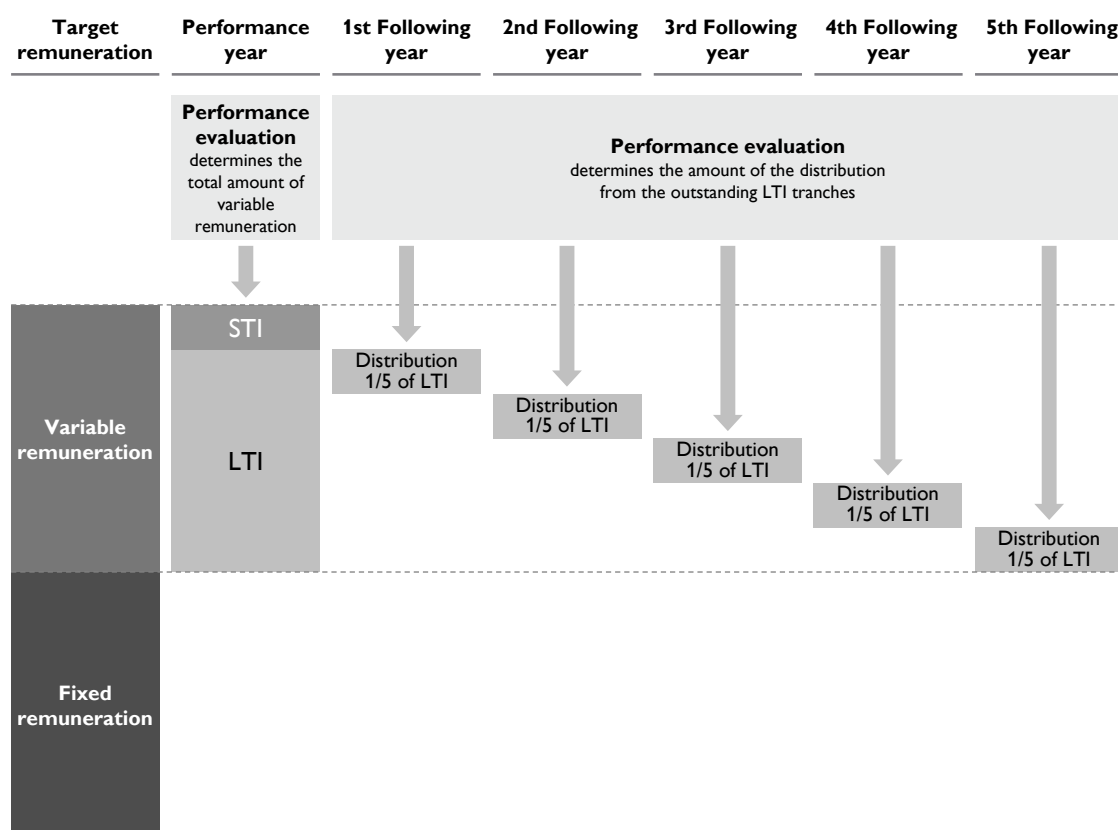 Target
remuneration
Performance
year
1st Following
year
2nd Following
year
3rd Following
year
4th Following
year
5th Following
year
Performance
evaluation
determines the
total amount of
variable
remuneration
Performance evaluation
determines the amount of the distribution
from the outstanding LTI tranches
STI
LTI
Distribution
1/5 of LTI
Distribution
1/5 of LTI
Distribution
1/5 of LTI
Distribution
1/5 of LTI
Distribution
1/5 of LTI
Variable
remuneration
Fixed
remuneration